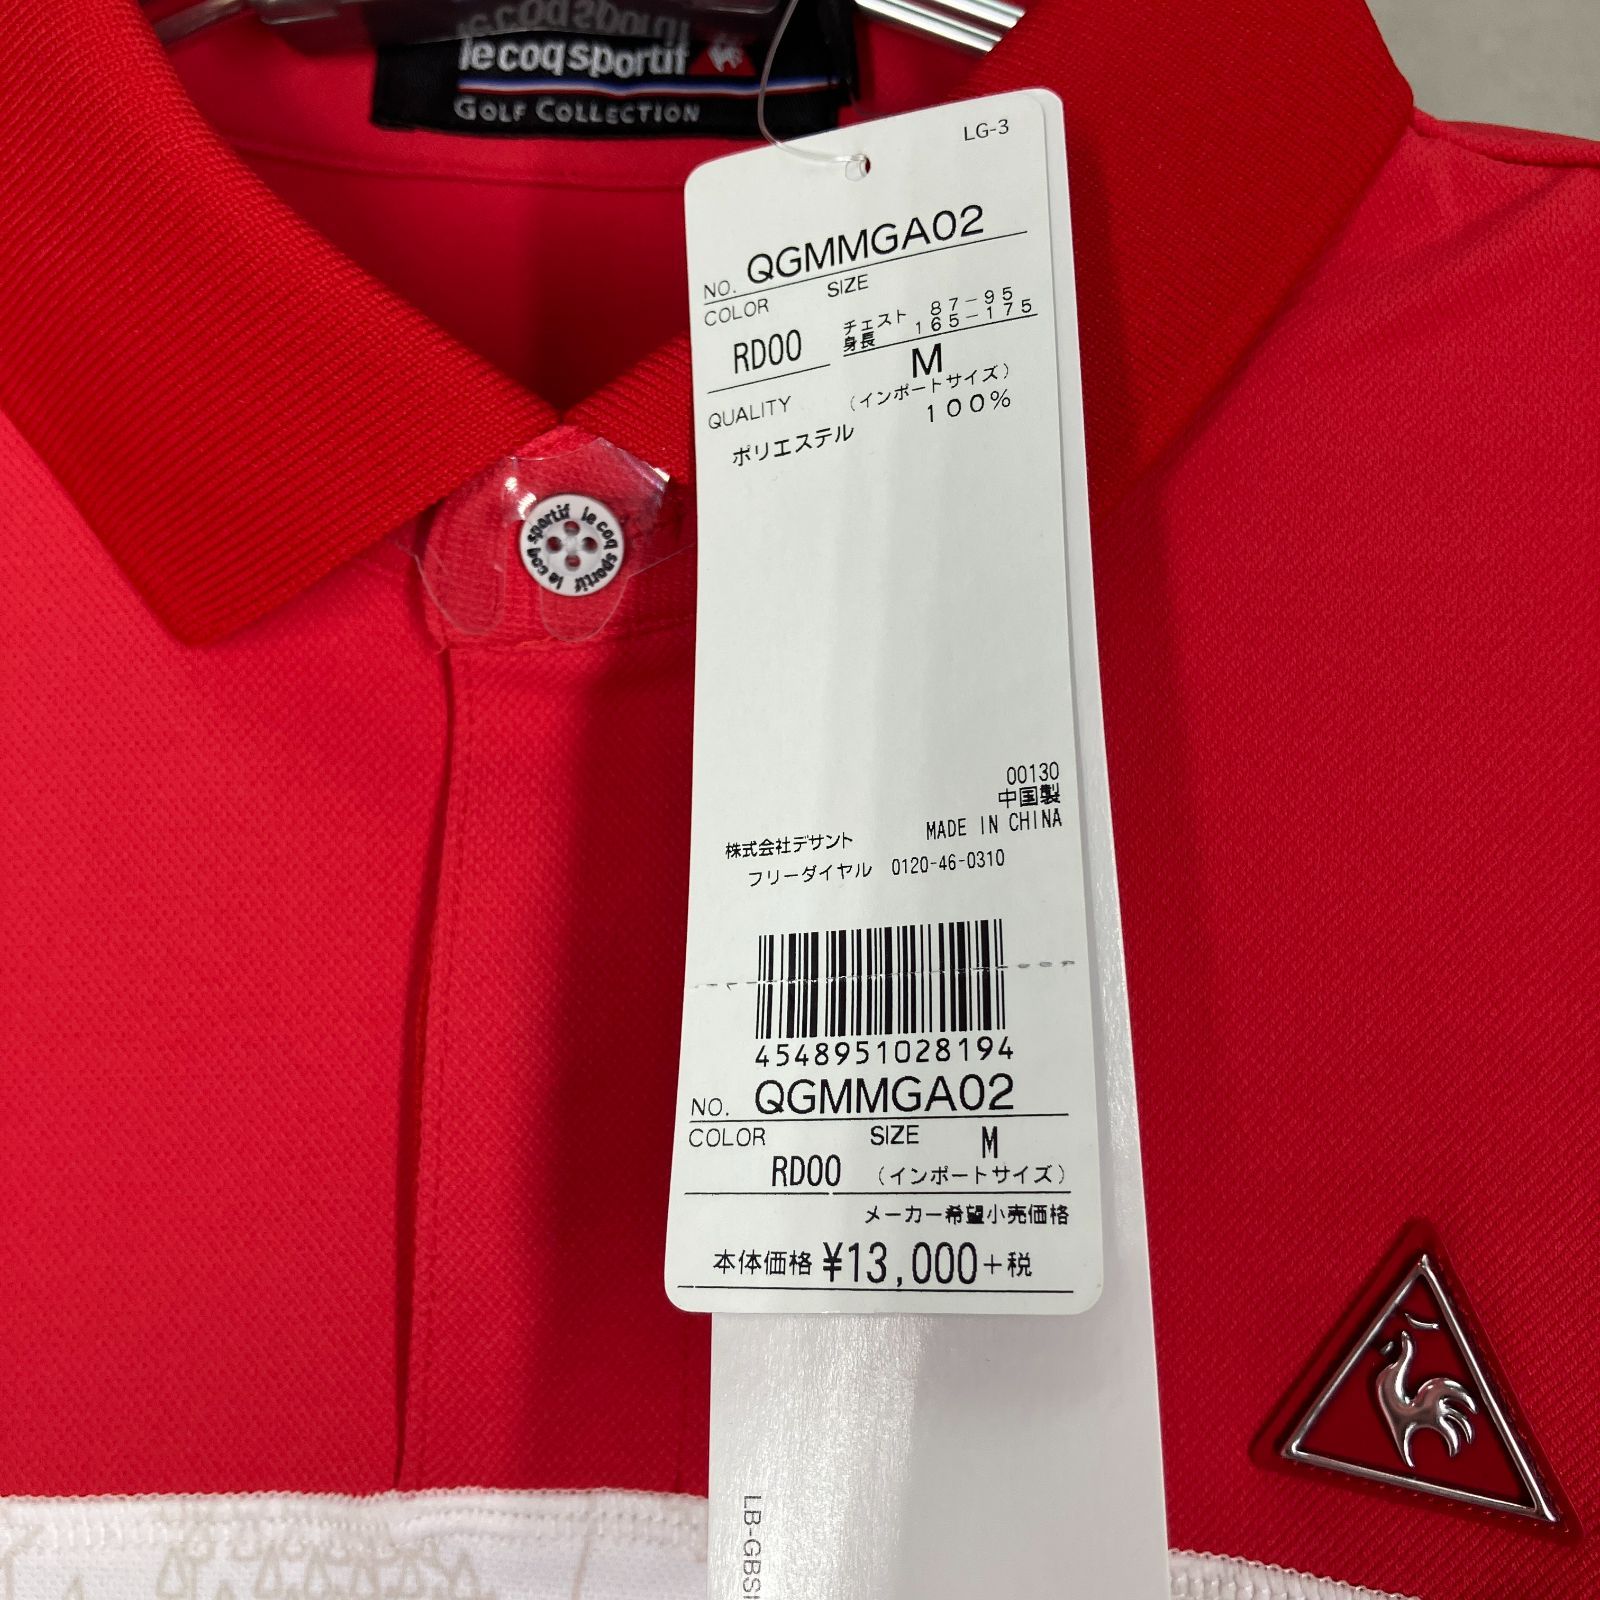 le coq sportif
GOLF COLLECTION
LG-3
NO. QGMMGA02
COLOR SIZE
RD00
チェスト 87-95
身長 165-175
M
(インポートサイズ)
QUALITY
ポリエステル 100%
le coq sportif le coq sportif
00130
中国製
MADE IN CHINA
株式会社デサント
フリーダイヤル 0120-46-0310
4548951028194
NO. QGMMGA02
COLOR SIZE M
RD00 (インポートサイズ)
メーカー希望小売価格
本体価格 ¥13,000+税